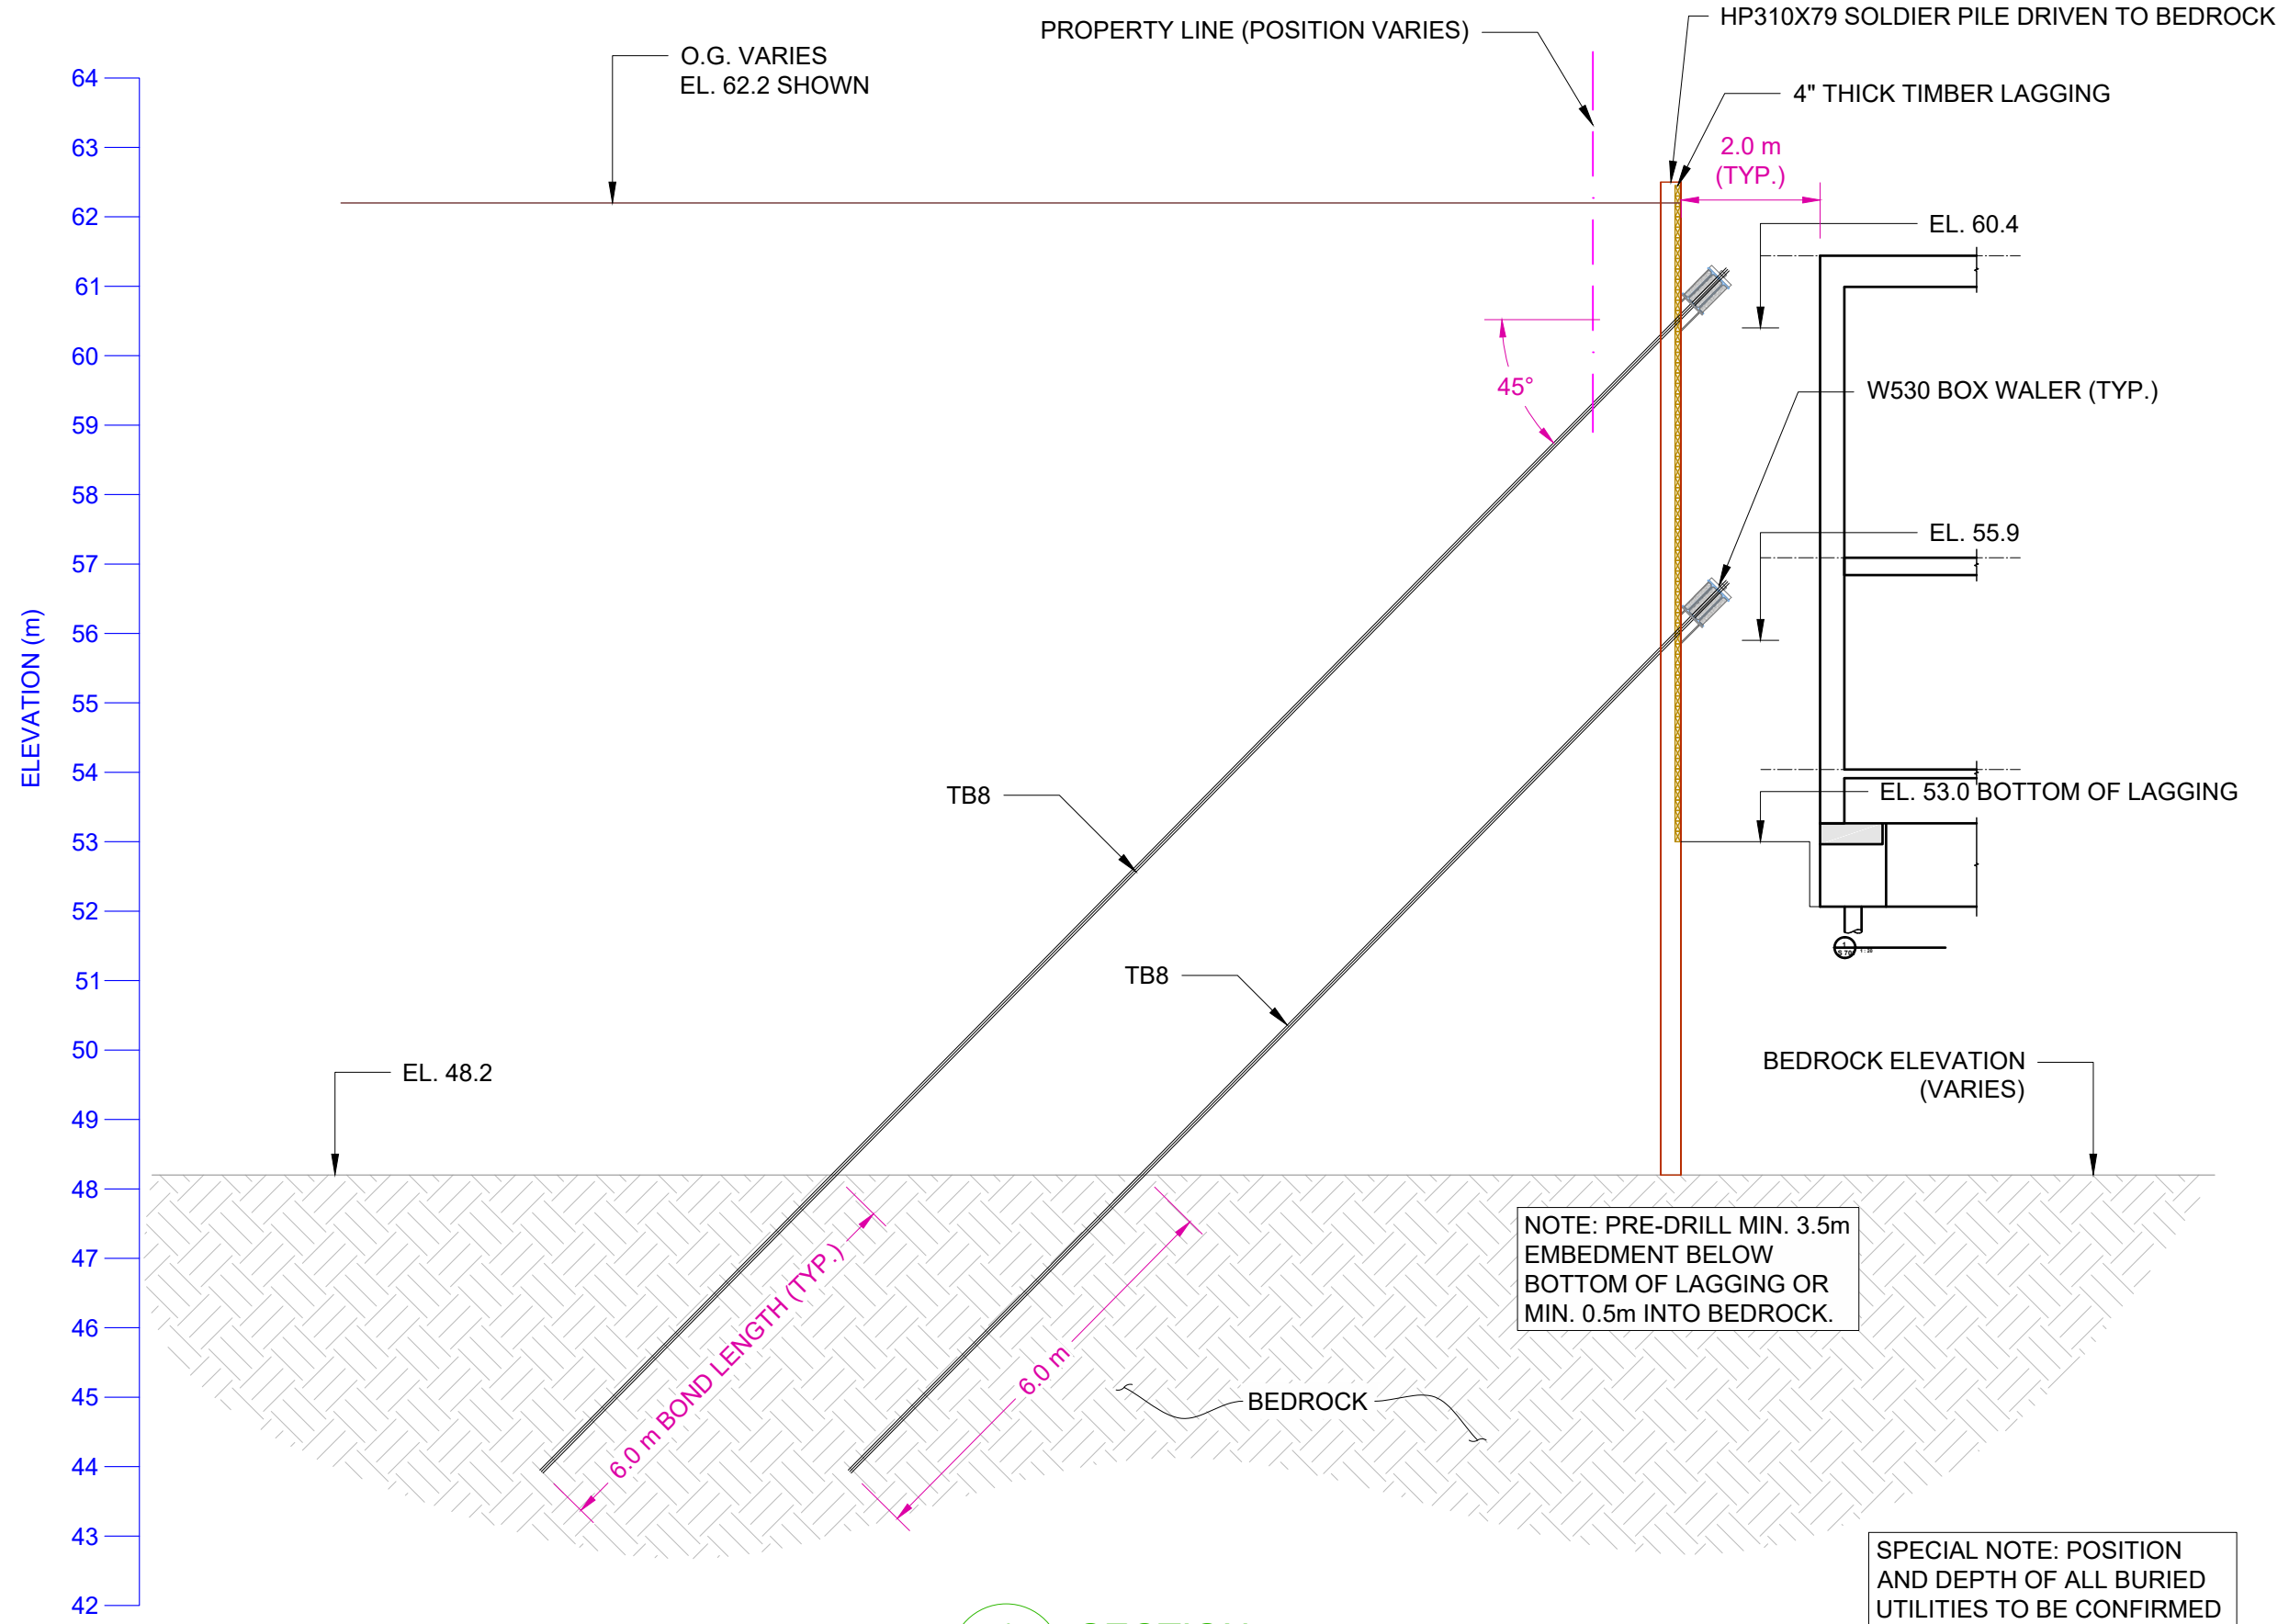 HP310X79 SOLDIER PILE DRIVEN TO BEDROCK
PROPERTY LINE (POSITION VARIES)
O.G. VARIES
EL. 62.2 SHOWN
4" THICK TIMBER LAGGING
2.0 m
(TYP.)
EL. 60.4
45°
W530 BOX WALER (TYP.)
EL. 55.9
TB8
EL. 53.0 BOTTOM OF LAGGING
TB8
EL. 48.2
BEDROCK ELEVATION
(VARIES)
NOTE: PRE-DRILL MIN. 3.5m
EMBEDMENT BELOW
BOTTOM OF LAGGING OR
MIN. 0.5m INTO BEDROCK.
6.0 m BOND LENGTH (TYP.)
6.0 m
BEDROCK
SPECIAL NOTE: POSITION
AND DEPTH OF ALL BURIED
UTILITIES TO BE CONFIRMED
SECTION
ELEVATION (m)
64
63
62
61
60
59
58
57
56
55
54
53
52
51
50
49
48
47
46
45
44
43
42